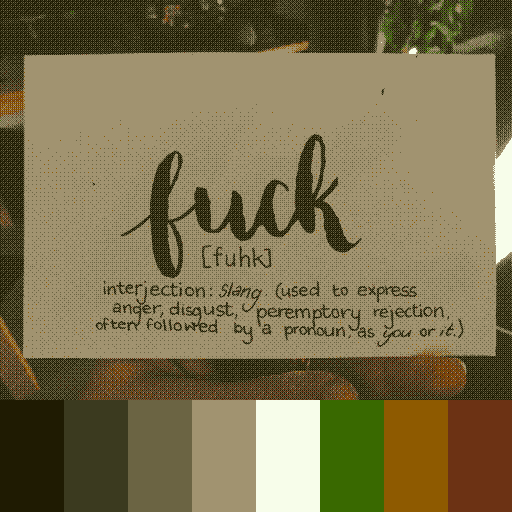 fuck
[fuhk]
interjection: slang. (used to express
anger, disgust, peremptory rejection,
often followed by a pronoun, as you or it.)